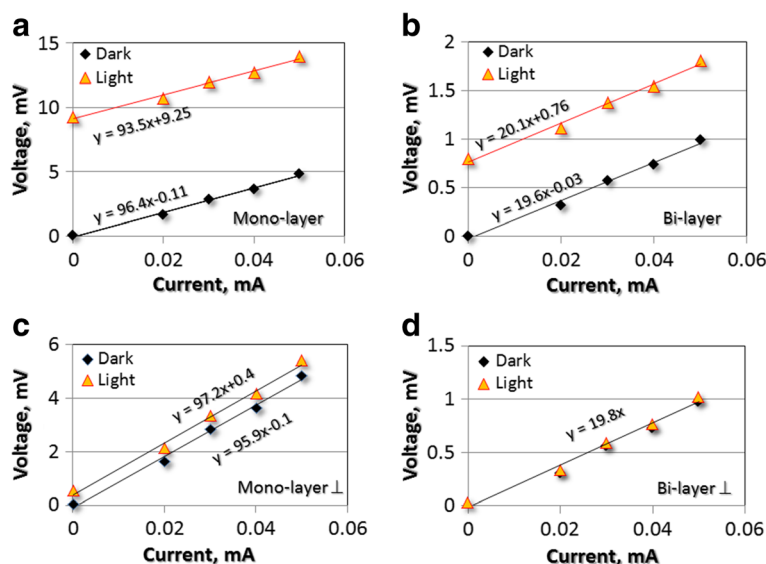 a
15
10
5
0
Voltage, mV
Dark
Light
y = 93.5x+9.25
y = 96.4x-0.11
Mono-layer
0 0.02 0.04 0.06
Current, mA
b
2
1.5
1
0.5
0
Voltage, mV
Dark
Light
y = 20.1x+0.76
y = 19.6x-0.03
Bi-layer
0 0.02 0.04 0.06
Current, mA
c
6
4
2
0
Voltage, mV
Dark
Light
y = 97.2x+0.4
y = 95.9x-0.1
Mono-layer⊥
0 0.02 0.04 0.06
Current, mA
d
1.5
1
0.5
0
Voltage, mV
Dark
Light
y = 19.8x
Bi-layer ⊥
0 0.02 0.04 0.06
Current, mA